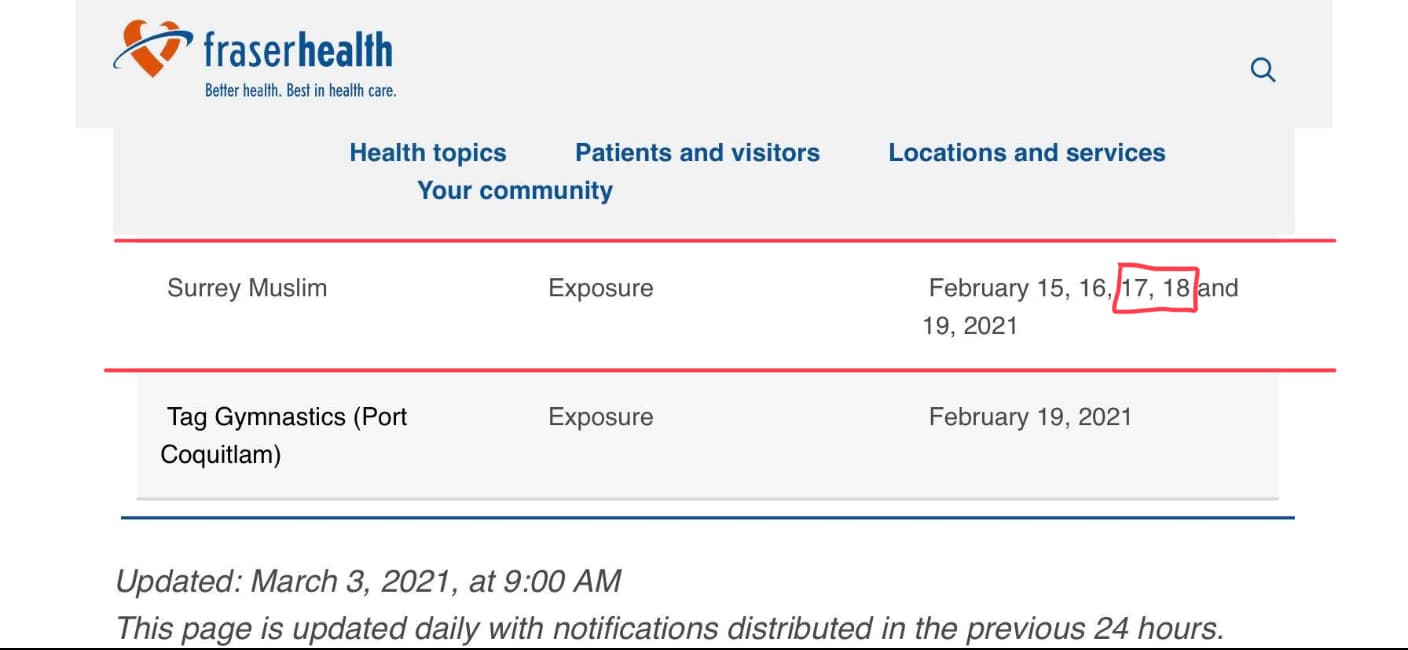 fraserhealth
Better health. Best in health care.
Health topics Patients and visitors Locations and services
Your community
Surrey Muslim Exposure February 15, 16, 17, 18 and
19, 2021
Tag Gymnastics (Port Exposure February 19, 2021
Coquitlam)
Updated: March 3, 2021, at 9:00 AM
This page is updated daily with notifications distributed in the previous 24 hours.